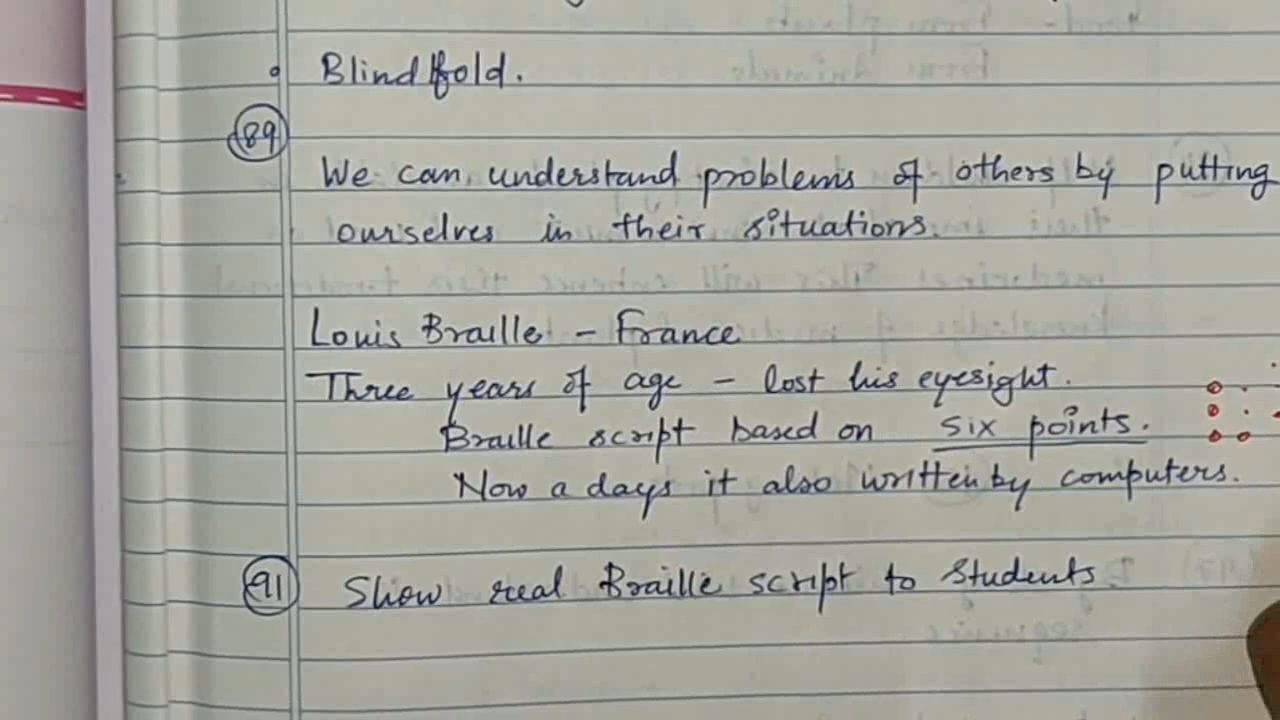 Blindfold.
89
We can understand problems of others by putting
ourselves in their situations.
Louis Braille - France
Three years of age - lost his eyesight.
Braille script based on six points.
Now a days it also written by computers.
91 Show real Braille script to students.